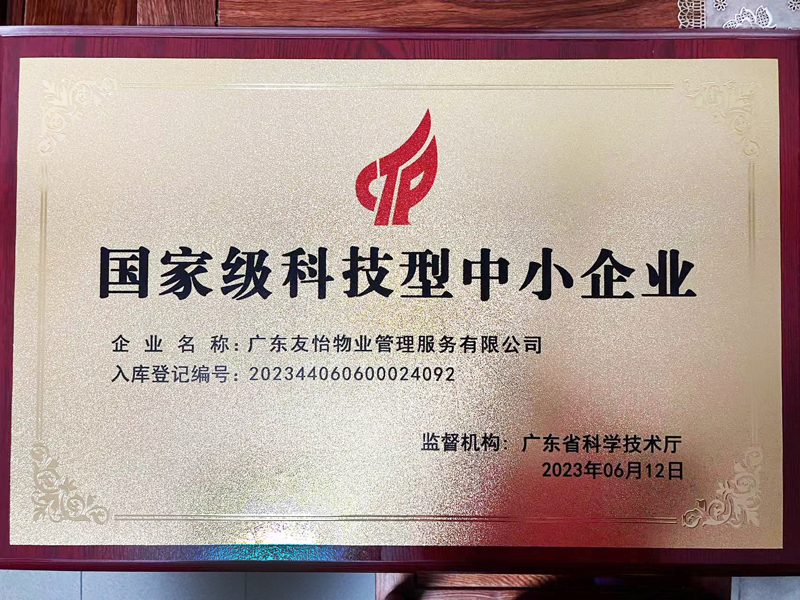 CTP
国家级科技型中小企业
企业名称：广东友怡物业管理服务有限公司
入库登记编号：202344060600024092
监督机构：广东省科学技术厅
2023年06月12日